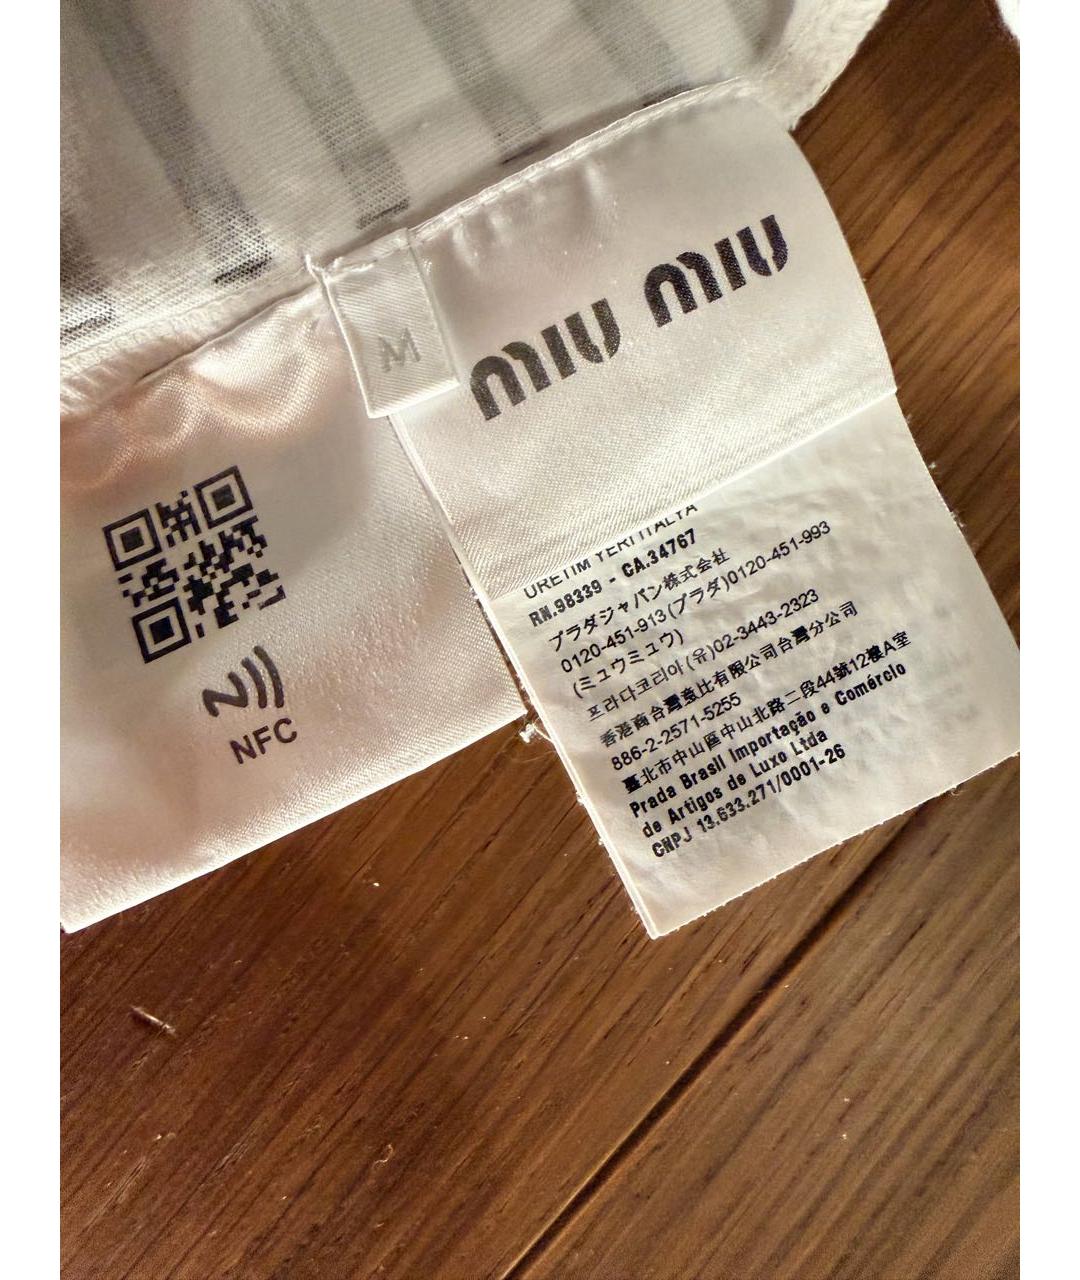 M
MIU MIU
NFC
ÜRETİM YERİ İTALYA
RN.98339 - CA.34767
プラダジャパン株式会社
0120-451-913(プラダ)0120-451-993
(ミュウミュウ)
프라다코리아(유)02-3443-2323
香港商台灣壹比有限公司台灣分公司
886-2-2571-5255
臺北市中山區中山北路二段44號12樓A室
Prada Brasil Importação e Comércio
de Artigos de Luxo Ltda
CNPJ 13.633.271/0001-26